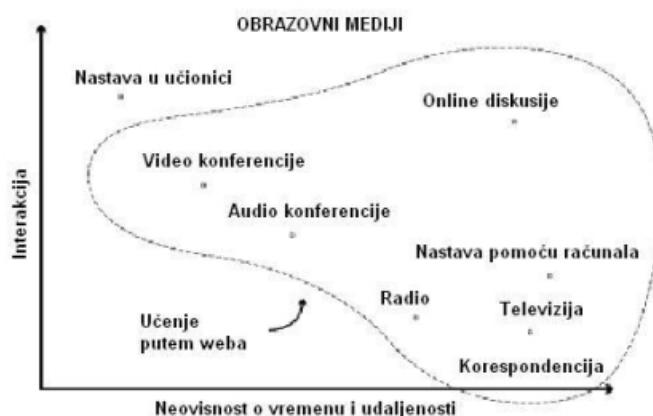 OBRAZOVNI MEDIJI
Nastava u učionici
Online diskusije
Video konferencije
Audio konferencije
Interakcija
Nastava pomoću računala
Radio
Televizija
Učenje
putem weba
Korespondencija
Neovisnost o vremenu i udaljenosti